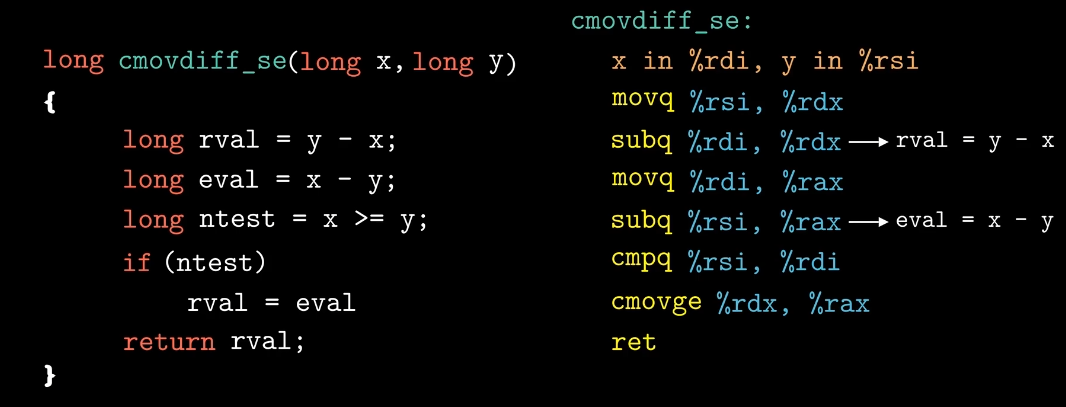 long cmovdiff_se(long x, long y)
{
long rval = y - x;
long eval = x - y;
long ntest = x >= y;
if (ntest)
rval = eval
return rval;
}
cmovdiff_se:
x in %rdi, y in %rsi
movq %rsi, %rdx
subq %rdi, %rdx → rval = y - x
movq %rdi, %rax
subq %rsi, %rax → eval = x - y
cmpq %rsi, %rdi
cmovge %rdx, %rax
ret